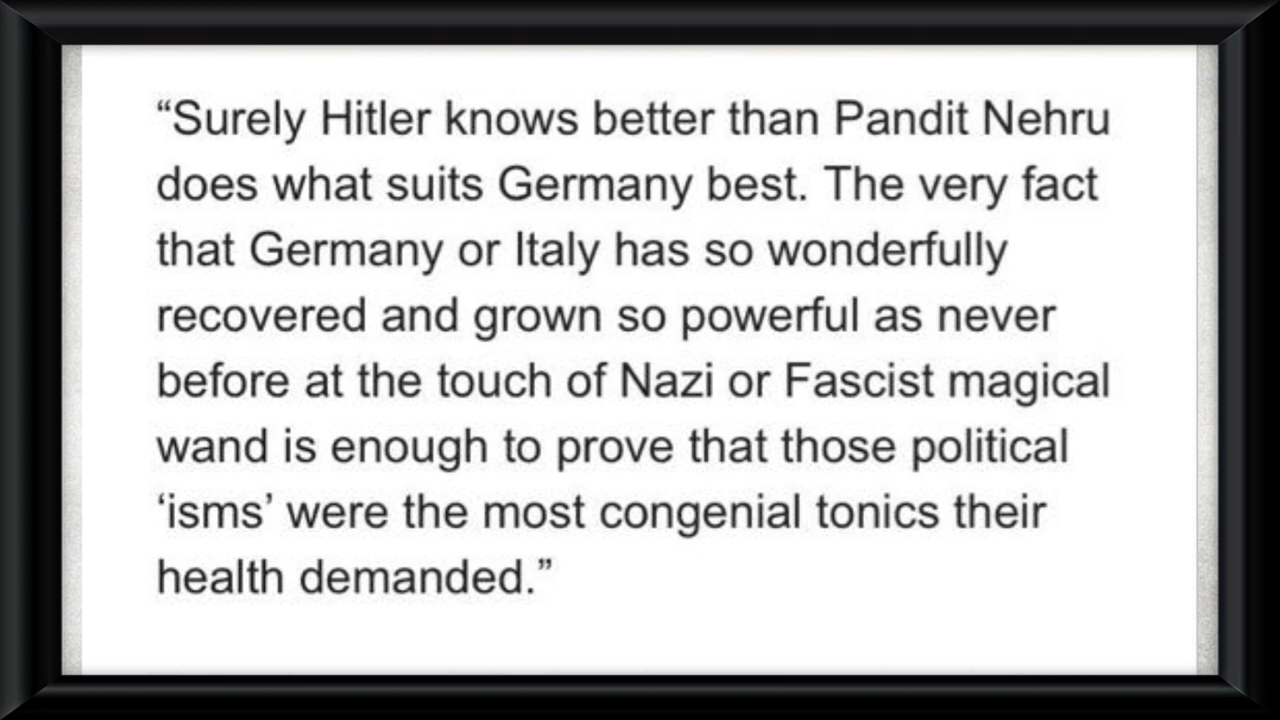 “Surely Hitler knows better than Pandit Nehru
does what suits Germany best. The very fact
that Germany or Italy has so wonderfully
recovered and grown so powerful as never
before at the touch of Nazi or Fascist magical
wand is enough to prove that those political
‘isms’ were the most congenial tonics their
health demanded.”